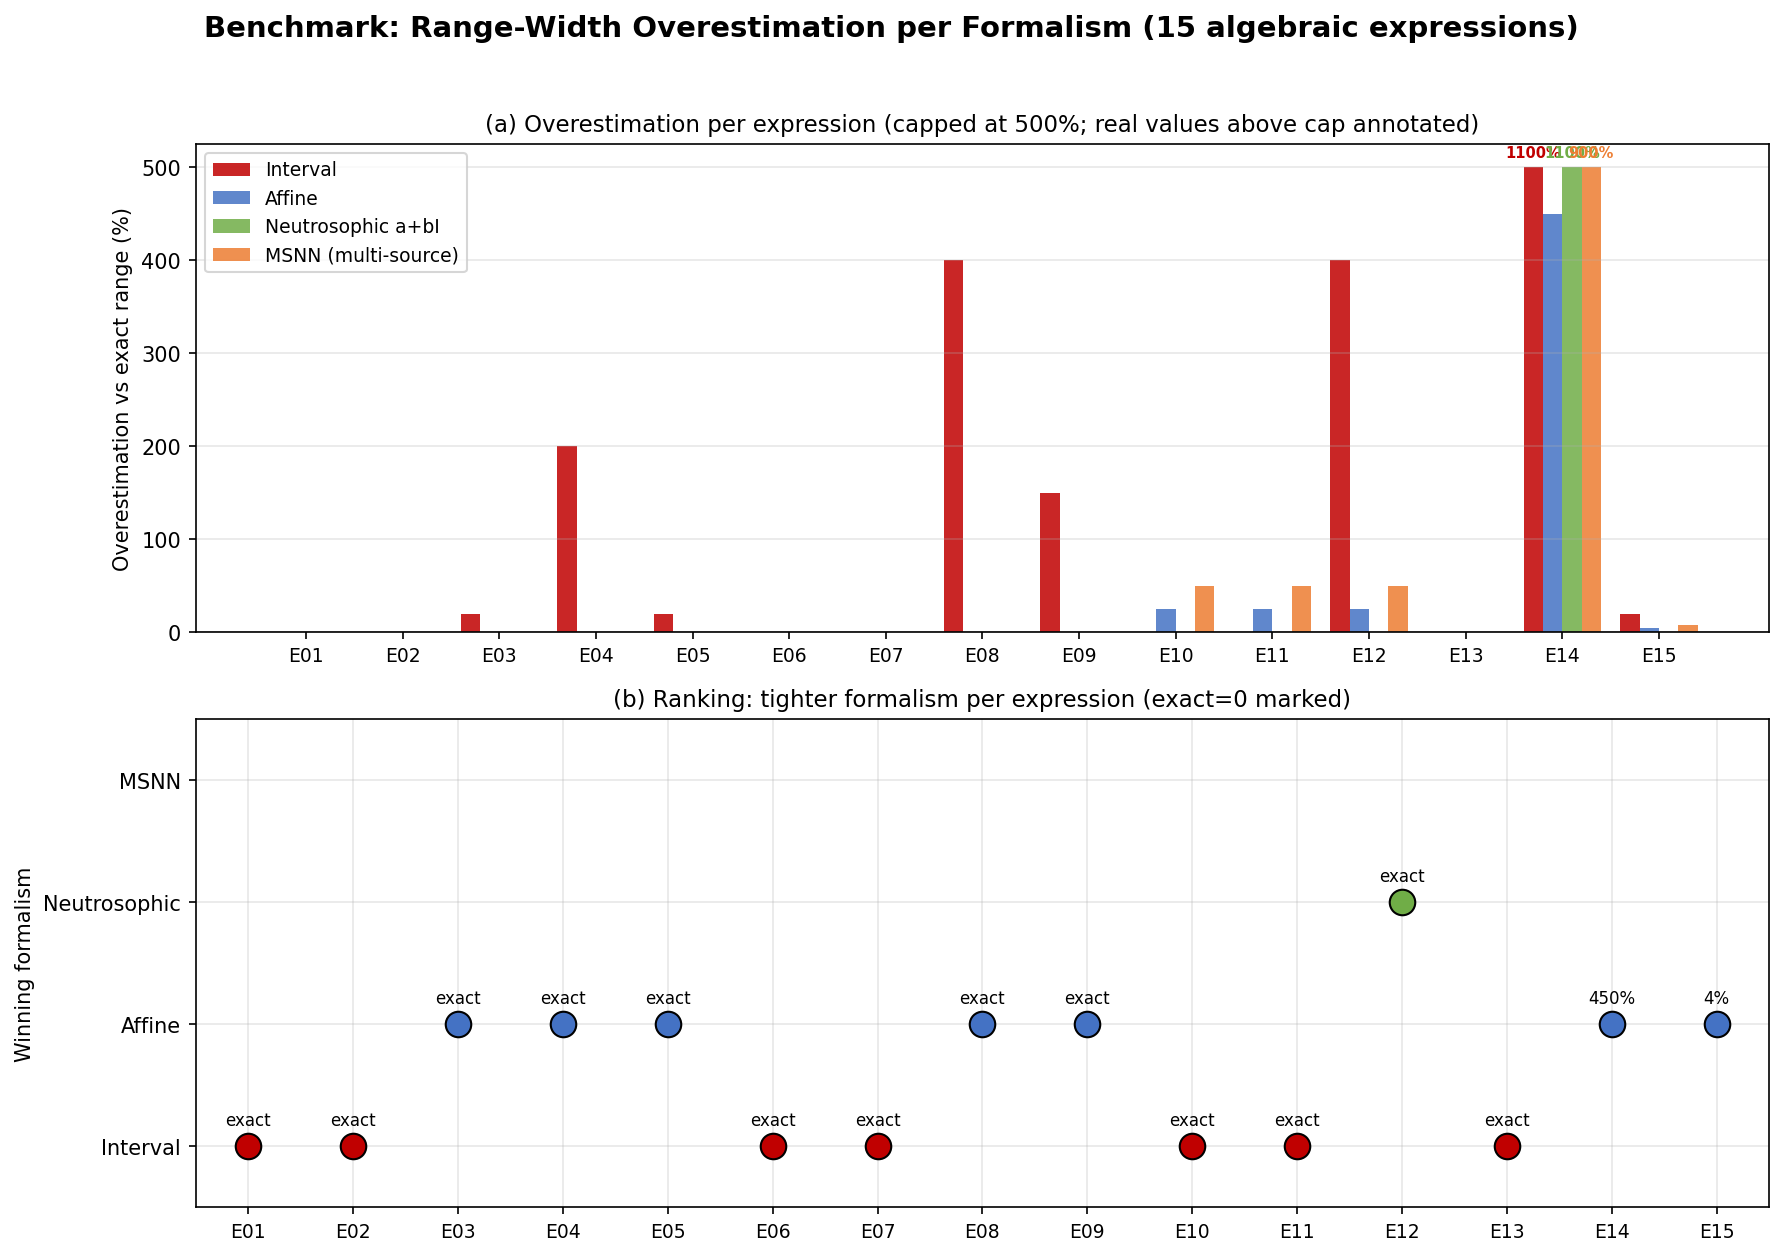 Benchmark: Range-Width Overestimation per Formalism (15 algebraic expressions)
(a) Overestimation per expression (capped at 500%; real values above cap annotated)
Overestimation vs exact range (%)
500
400
300
200
100
0
Interval
Affine
Neutrosophic a+bI
MSNN (multi-source)
1100%
E01 E02 E03 E04 E05 E06 E07 E08 E09 E10 E11 E12 E13 E14 E15
(b) Ranking: tighter formalism per expression (exact=0 marked)
Winning formalism
MSNN
Neutrosophic
Affine
Interval
exact
exact exact exact exact exact 450% 4%
exact exact exact exact exact exact exact
E01 E02 E03 E04 E05 E06 E07 E08 E09 E10 E11 E12 E13 E14 E15